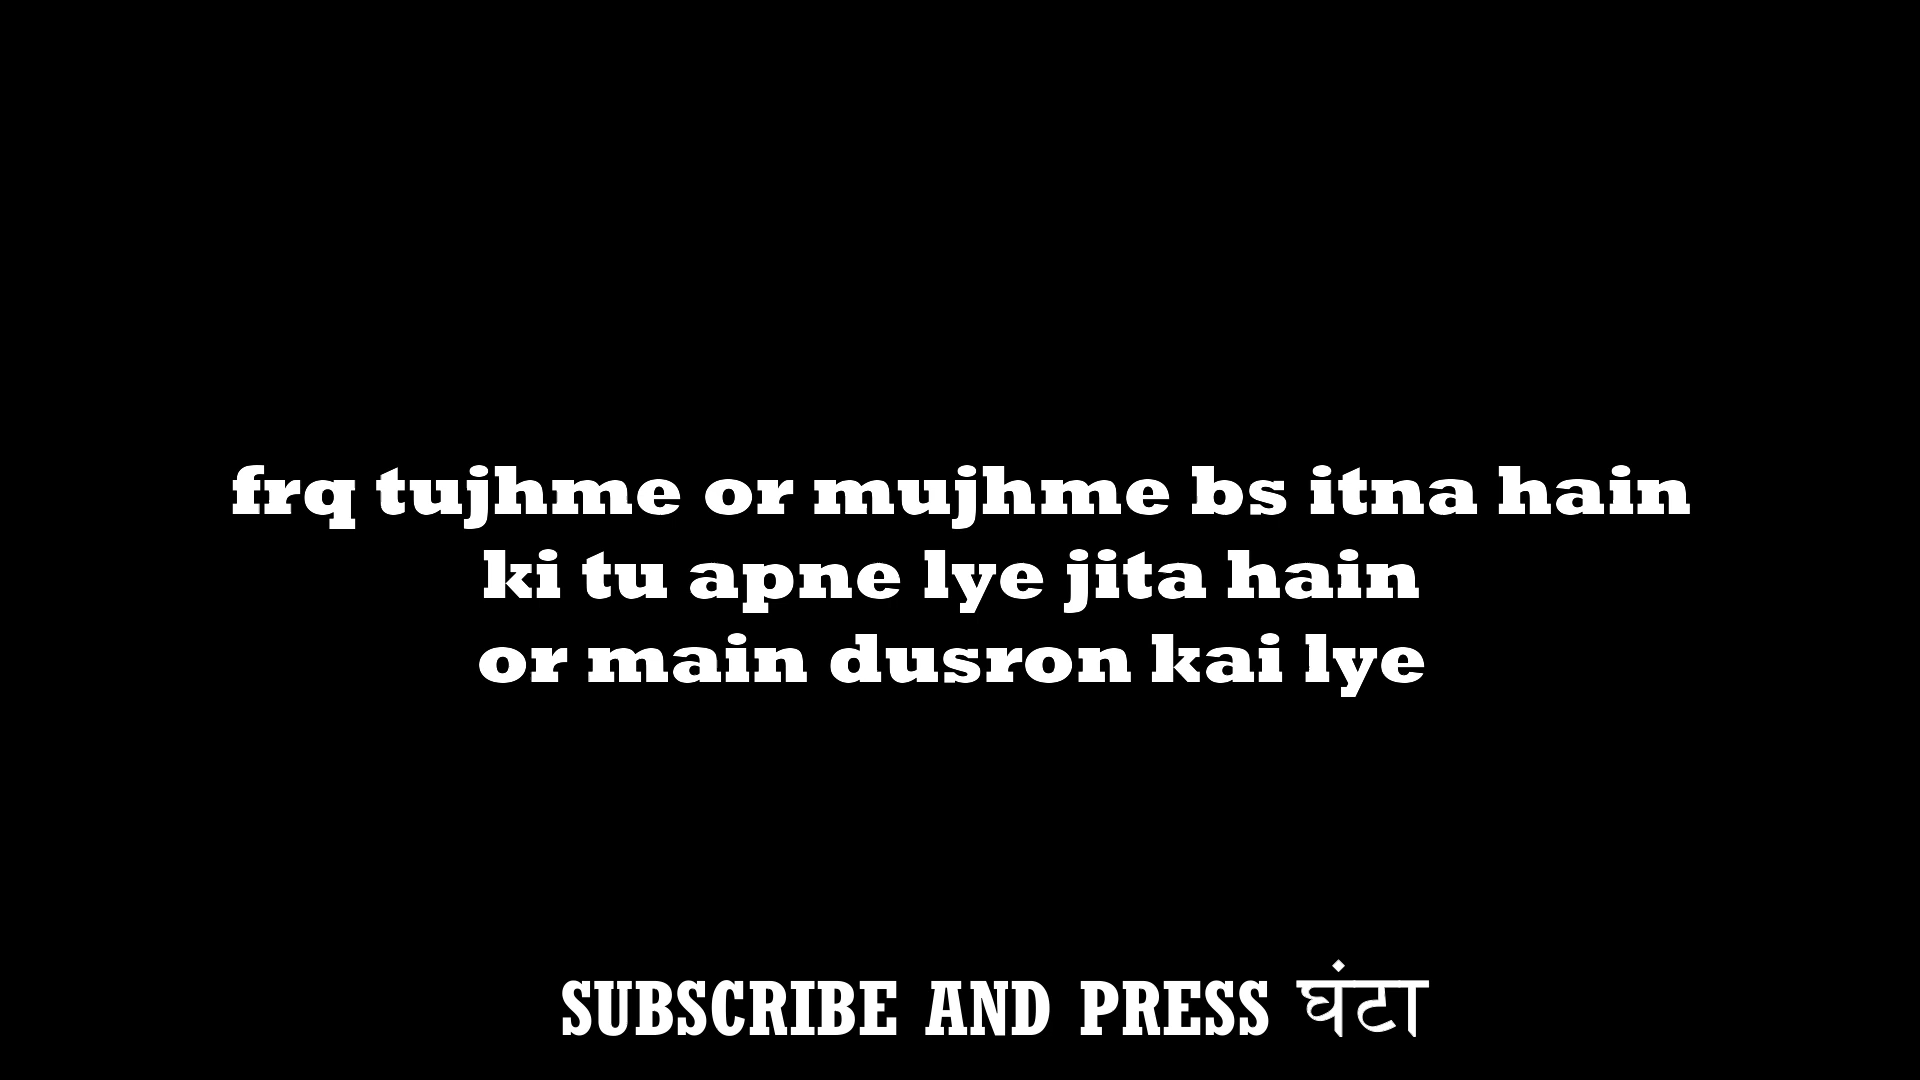 frq tujhme or mujhme bs itna hain
ki tu apne lye jita hain
or main dusron kai lye
SUBSCRIBE AND PRESS घंटा